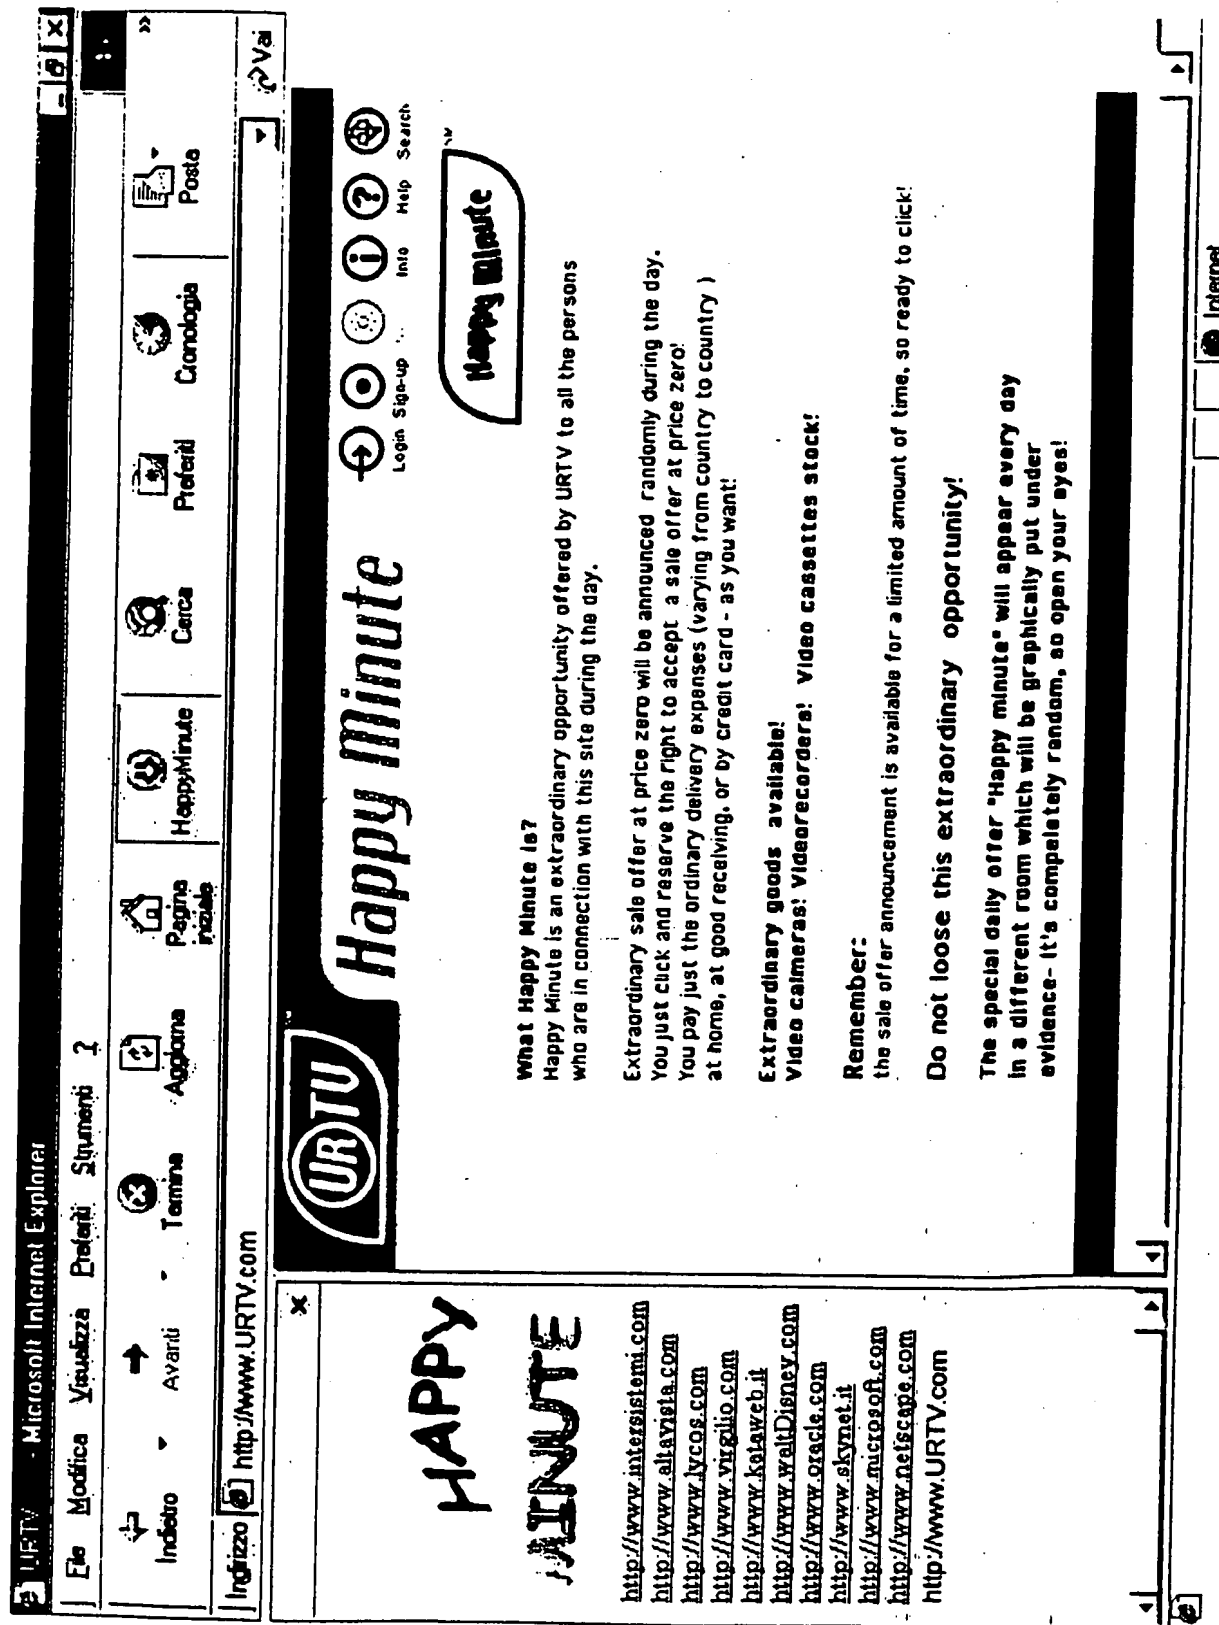 URTV - Microsoft Internet Explorer
File Modifica Visualizza Preferiti Strumenti ?
Indietro Avanti Termina Aggiorna Pagina iniziale HappyMinute Cerca Preferiti Cronologia Posta »
Indirizzo http://www.URTV.com Vai
HAPPY
MINUTE
http://www.intersistemi.com
http://www.altavista.com
http://www.lycos.com
http://www.virgilio.com
http://www.kataweb.it
http://www.waltDisney.com
http://www.oracle.com
http://www.skynet.it
http://www.microsoft.com
http://www.netscape.com
http://www.URTV.com
URTV
Happy Minute
Login Sign-up Info Help Search
Happy Minute
What Happy Minute is?
Happy Minute is an extraordinary opportunity offered by URTV to all the persons
who are in connection with this site during the day.
Extraordinary sale offer at price zero will be announced randomly during the day.
You just click and reserve the right to accept a sale offer at price zero!
You pay just the ordinary delivery expenses (varying from country to country )
at home, at good receiving, or by credit card - as you want!
Extraordinary goods available!
Video calmeras! Videorecorders! Video cassettes stock!
Remember:
the sale offer announcement is available for a limited amount of time, so ready to click!
Do not loose this extraordinary opportunity!
The special daily offer "Happy minute" will appear every day
in a different room which will be graphically put under
evidence- it's compeletely random, so open your eyes!
Internet